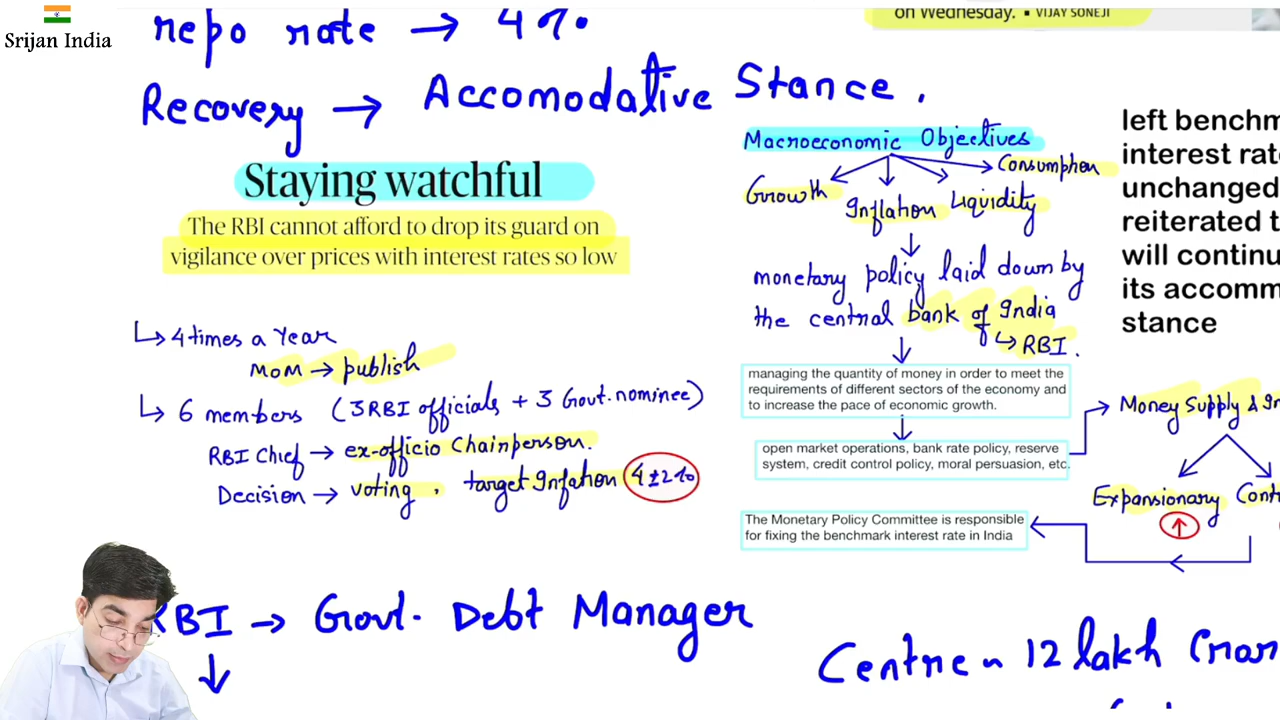 Srijan India
repo rate → 4%
on Wednesday. ▪ VIJAY SONEJI
Recovery → Accomodative Stance.
Staying watchful
The RBI cannot afford to drop its guard on
vigilance over prices with interest rates so low
↳ 4 times a Year
MoM → publish
↳ 6 members (3 RBI officials + 3 Govt. nominee)
RBI Chief → ex-officio Chairperson.
Decision → voting, target Inflation 4±2%
RBI → Govt. Debt Manager
↓
Macroeconomic Objectives
Growth Inflation Liquidity Consumption
monetary policy laid down by
the central bank of India
↳ RBI.
managing the quantity of money in order to meet the
requirements of different sectors of the economy and
to increase the pace of economic growth.
open market operations, bank rate policy, reserve
system, credit control policy, moral persuasion, etc.
The Monetary Policy Committee is responsible
for fixing the benchmark interest rate in India
left benchm
interest rat
unchanged
reiterated t
will continu
its accomm
stance
Money Supply & In
Expansionary Cont
↑
Centre ~ 12 lakh Cror